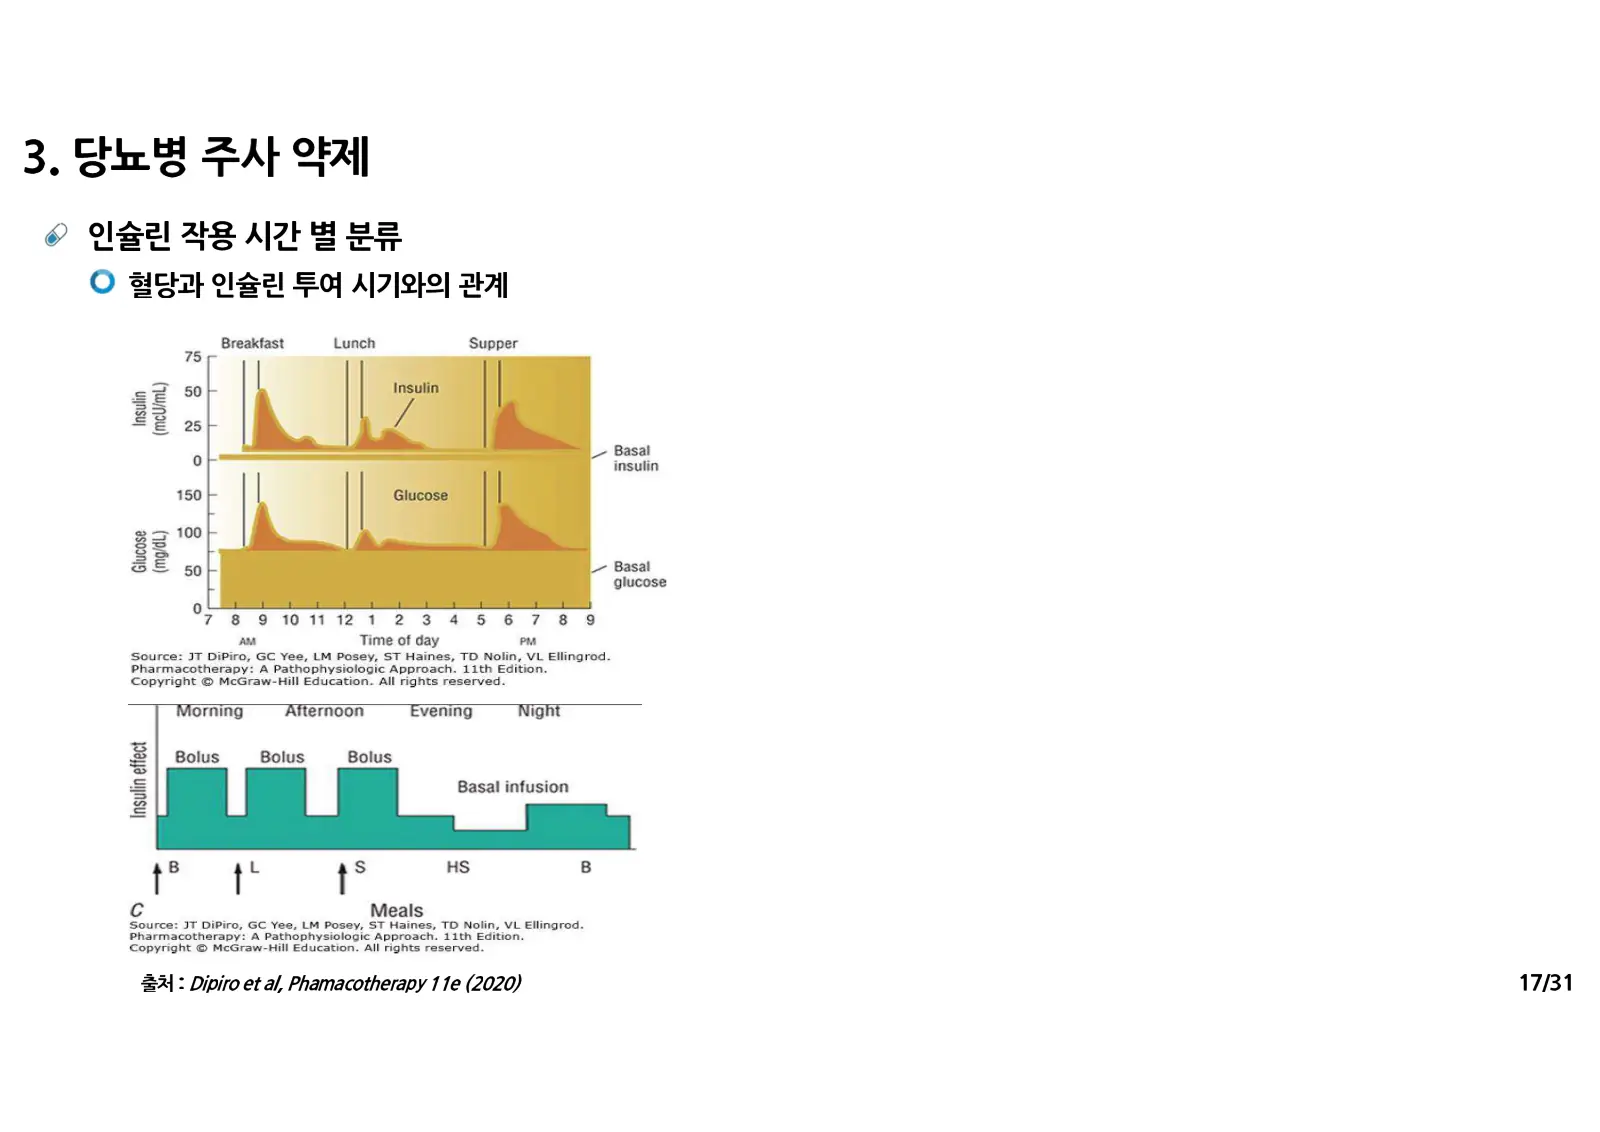 3. 당뇨병 주사 약제
인슐린 작용 시간 별 분류
혈당과 인슐린 투여 시기와의 관계
Breakfast Lunch Supper
75
50
25
0
Insulin
(mcU/mL)
Insulin
Basal
insulin
150
100
50
0
Glucose
(mg/dL)
Glucose
Basal
glucose
7 8 9 10 11 12 1 2 3 4 5 6 7 8 9
AM Time of day PM
Source: JT DiPiro, GC Yee, LM Posey, ST Haines, TD Nolin, VL Ellingrod.
Pharmacotherapy: A Pathophysiologic Approach. 11th Edition.
Copyright © McGraw-Hill Education. All rights reserved.
Morning Afternoon Evening Night
Insulin effect
Bolus Bolus Bolus
Basal infusion
B L S HS B
C Meals
Source: JT DiPiro, GC Yee, LM Posey, ST Haines, TD Nolin, VL Ellingrod.
Pharmacotherapy: A Pathophysiologic Approach. 11th Edition.
Copyright © McGraw-Hill Education. All rights reserved.
출처 : Dipiro et al, Phamacotherapy 11e (2020)
17/31